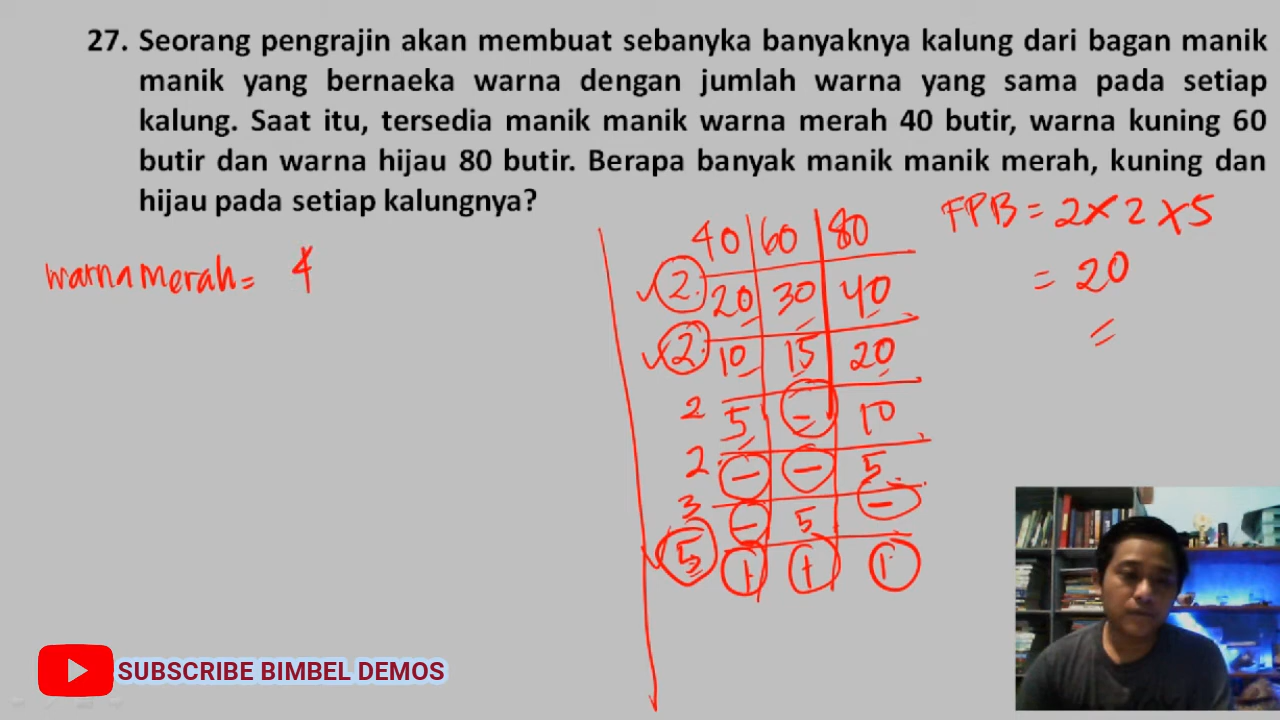 27. Seorang pengrajin akan membuat sebanyka banyaknya kalung dari bagan manik
manik yang bernaeka warna dengan jumlah warna yang sama pada setiap
kalung. Saat itu, tersedia manik manik warna merah 40 butir, warna kuning 60
butir dan warna hijau 80 butir. Berapa banyak manik manik merah, kuning dan
hijau pada setiap kalungnya?
FPB = 2 x 2 x 5
= 20
=
warna merah = 4
40 60 80
2 20 30 40
2 10 15 20
2 5 - 10
2 - - 5
3 - 5 -
5 1 1 1
SUBSCRIBE BIMBEL DEMOS